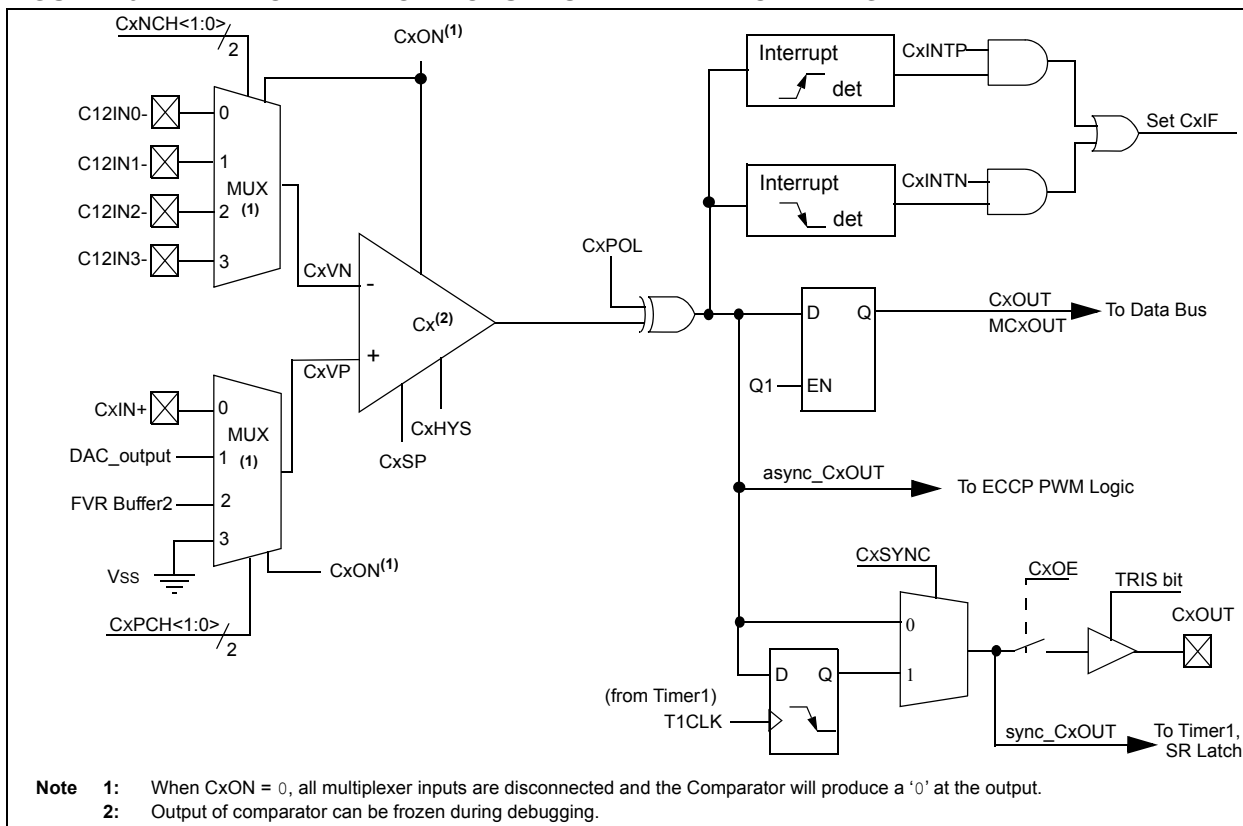 CxNCH<1:0>
2
CxON(1)
C12IN0-
0
C12IN1-
1
MUX
(1)
C12IN2-
2
C12IN3-
3
CxVN
-
Cx(2)
+
CxVP
CxIN+
0
MUX
(1)
DAC_output
1
FVR Buffer2
2
3
Vss
CxON(1)
CxPCH<1:0>
2
CxHYS
CxSP
CxPOL
Interrupt
det
CxINTP
Set CxIF
Interrupt
det
CxINTN
D
Q
Q1
EN
CxOUT
MCxOUT
To Data Bus
async_CxOUT
To ECCP PWM Logic
CxSYNC
0
1
CxOE
TRIS bit
CxOUT
D
Q
(from Timer1)
T1CLK
sync_CxOUT
To Timer1,
SR Latch
Note 1: When CxON = 0, all multiplexer inputs are disconnected and the Comparator will produce a ‘0’ at the output.
2: Output of comparator can be frozen during debugging.